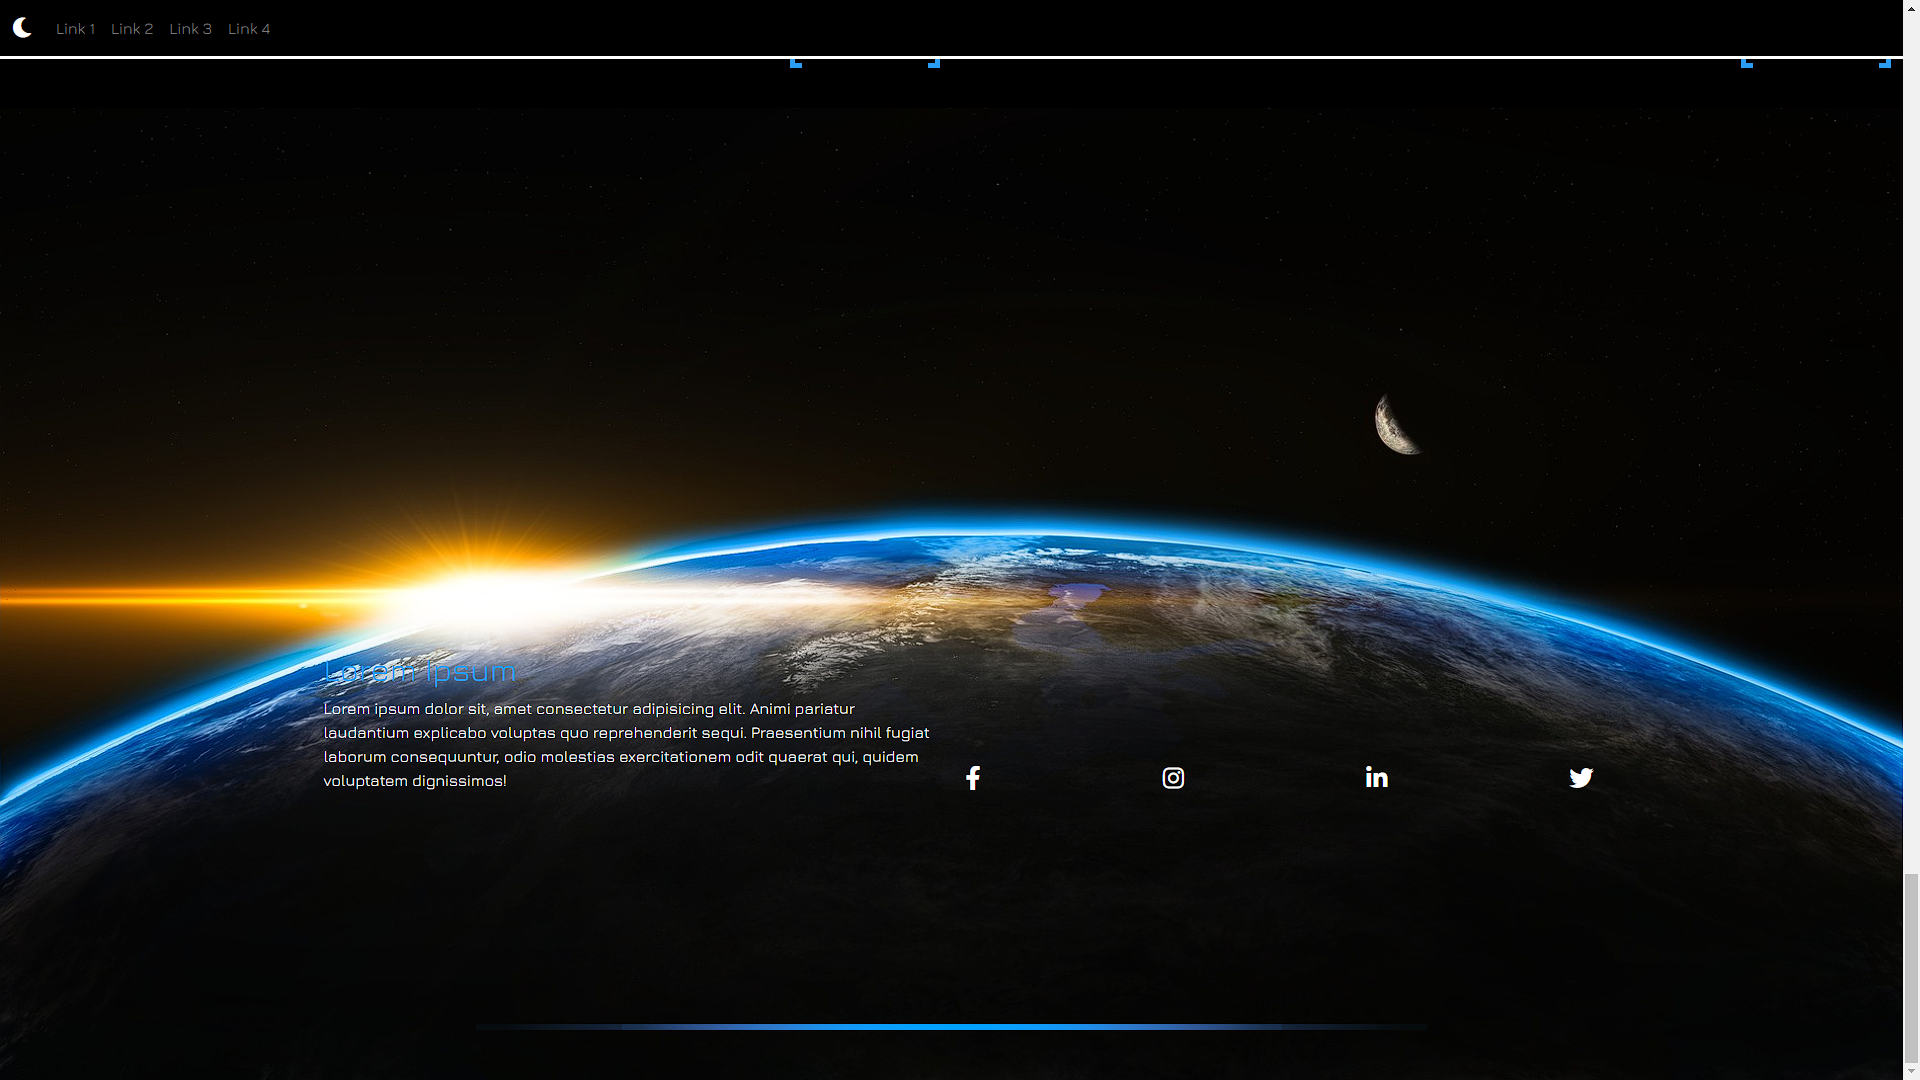 Link 1 Link 2 Link 3 Link 4
Lorem Ipsum
Lorem ipsum dolor sit, amet consectetur adipisicing elit. Animi pariatur
laudantium explicabo voluptas quo reprehenderit sequi. Praesentium nihil fugiat
laborum consequuntur, odio molestias exercitationem odit quaerat qui, quidem
voluptatem dignissimos!